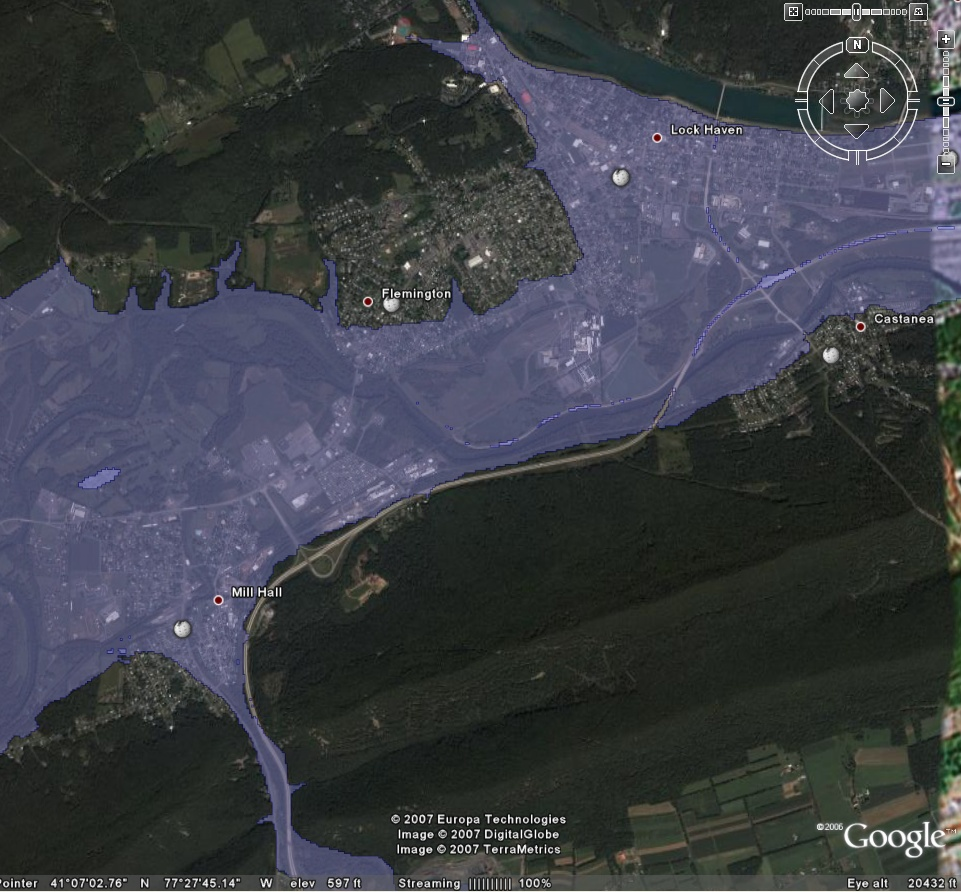 N
Lock Haven
Flemington
Castanea
Mill Hall
© 2007 Europa Technologies
Image © 2007 DigitalGlobe
Image © 2007 TerraMetrics
©2006 Google™
Pointer 41°07'02.76" N 77°27'45.14" W elev 597 ft Streaming |||||||||| 100% Eye alt 20432 ft